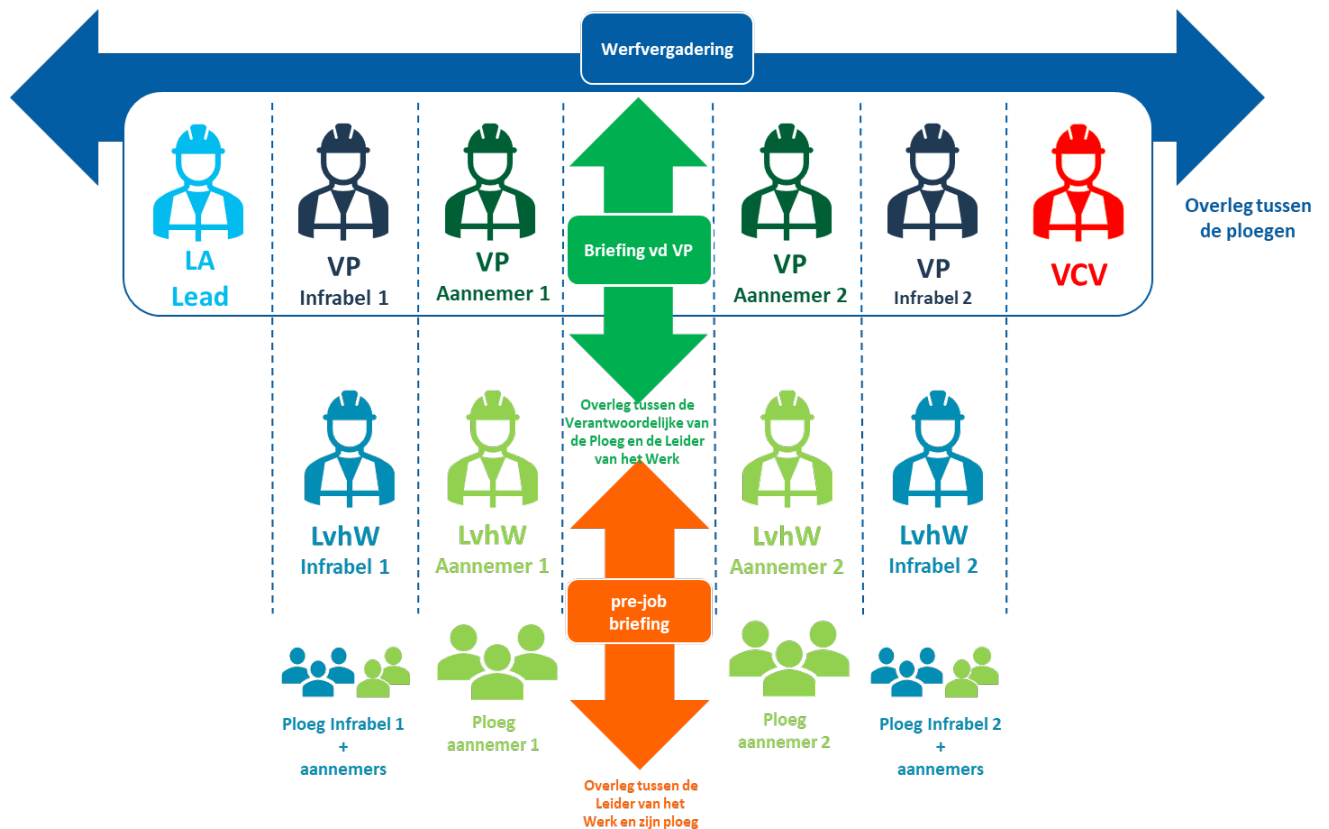 Werfvergadering
Overleg tussen
de ploegen
LA
Lead
VP
Infrabel 1
VP
Aannemer 1
Briefing vd VP
VP
Aannemer 2
VP
Infrabel 2
VCV
Overleg tussen de
Verantwoordelijke van
de Ploeg en de Leider
van het Werk
LvhW
Infrabel 1
LvhW
Aannemer 1
LvhW
Aannemer 2
LvhW
Infrabel 2
pre-job
briefing
Ploeg Infrabel 1
+
aannemers
Ploeg
aannemer 1
Ploeg
aannemer 2
Ploeg Infrabel 2
+
aannemers
Overleg tussen de
Leider van het
Werk en zijn ploeg